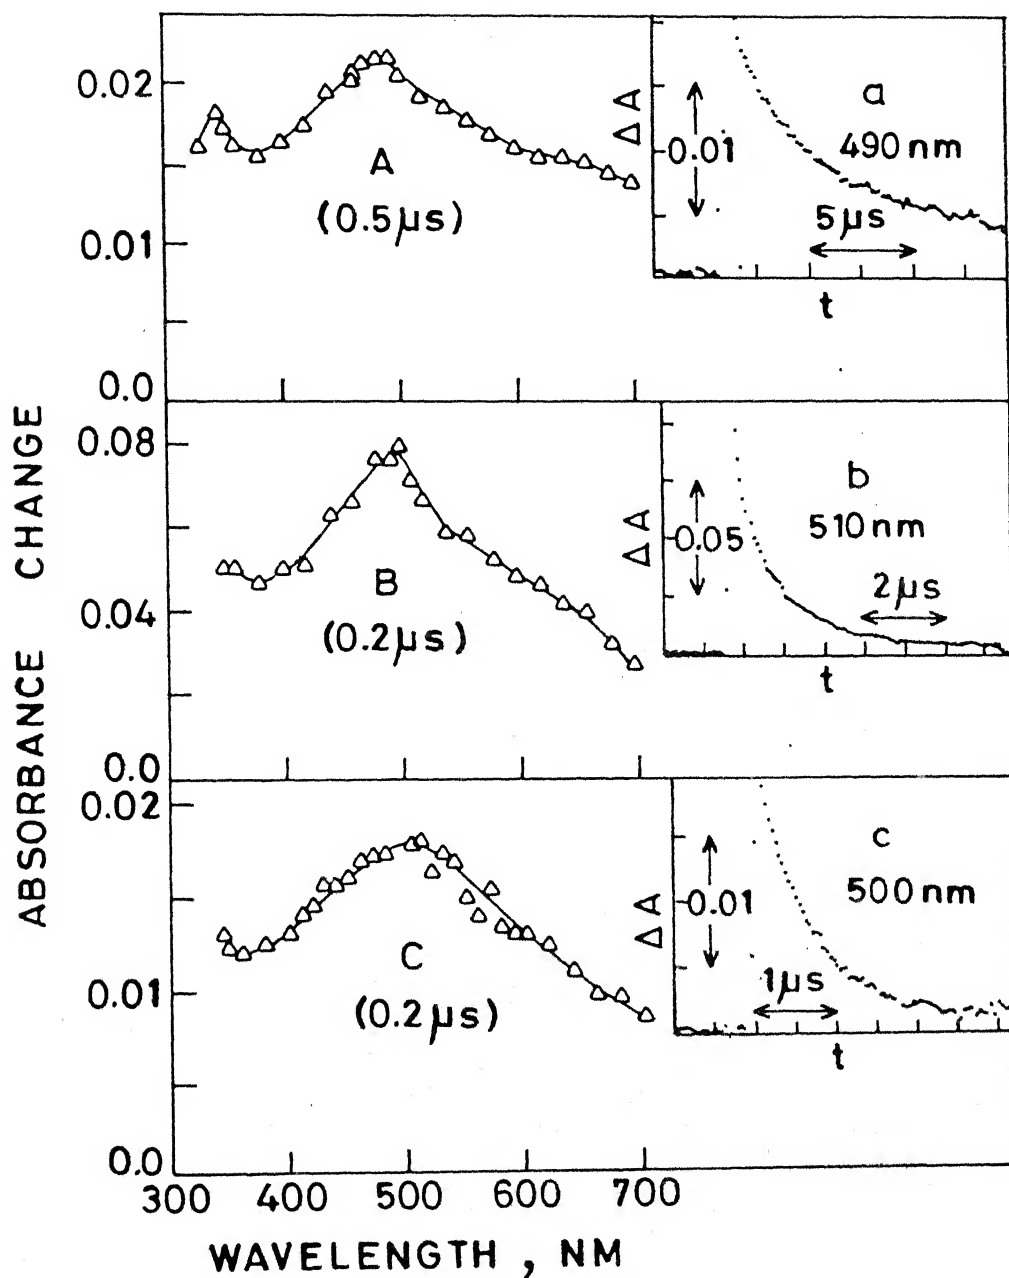 ABSORBANCE CHANGE
0.02
0.01
0.0
A
(0.5μs)
ΔA
0.01
a
490 nm
5μs
t
0.08
0.04
0.0
B
(0.2μs)
ΔA
0.05
b
510 nm
2μs
t
0.02
0.01
0.0
C
(0.2μs)
ΔA
0.01
c
500 nm
1μs
t
300 400 500 600 700
WAVELENGTH , NM